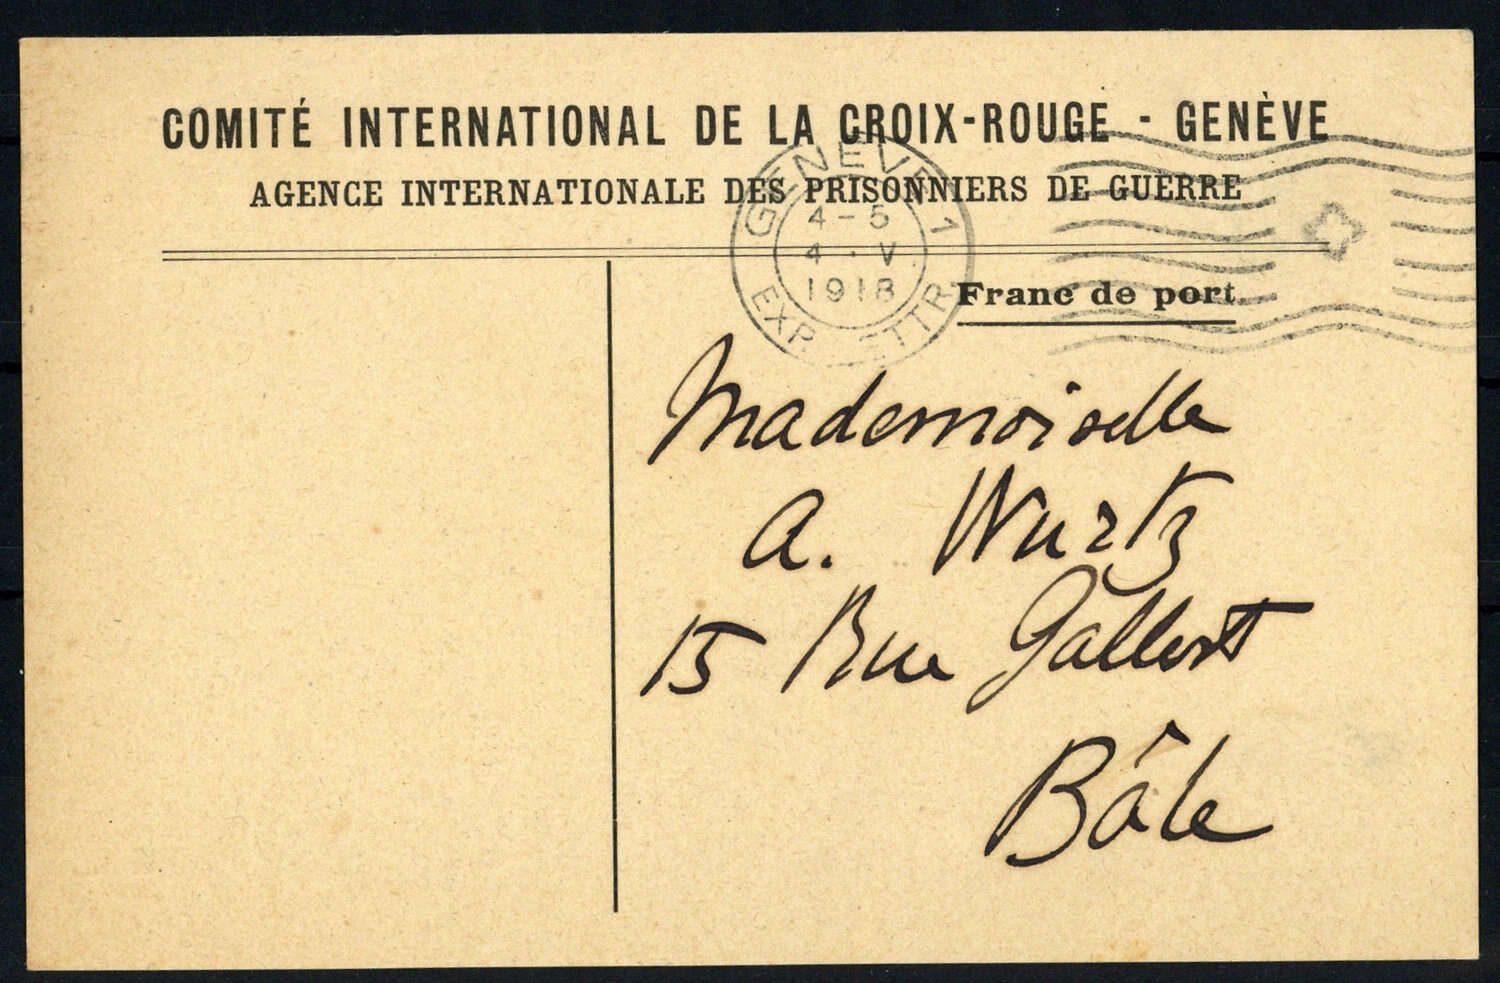 COMITÉ INTERNATIONAL DE LA CROIX-ROUGE - GENÈVE
AGENCE INTERNATIONALE DES PRISONNIERS DE GUERRE
GENÈVE 1
4-5
4 · V.
1918
EXP. LETTR.
Franc de port.
Mademoiselle
A. Wurtz
15 Rue Gellert
Bâle